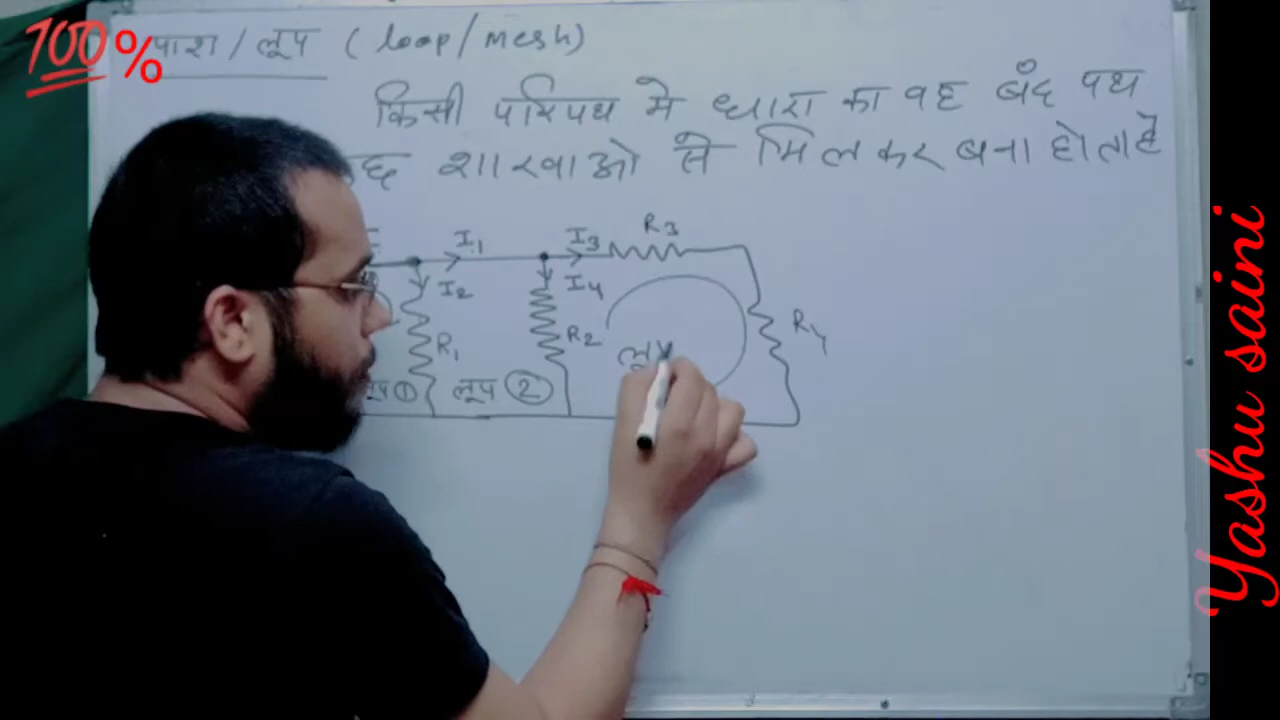 100%
पाश / लूप ( loop/mesh)
किसी परिपथ मे धारा का वह बंद पथ
शाखाओ से मिलकर बना होता है
I1 I3 R3
I2 I4
R1 R2 R4
लूप 2
Yashu saini